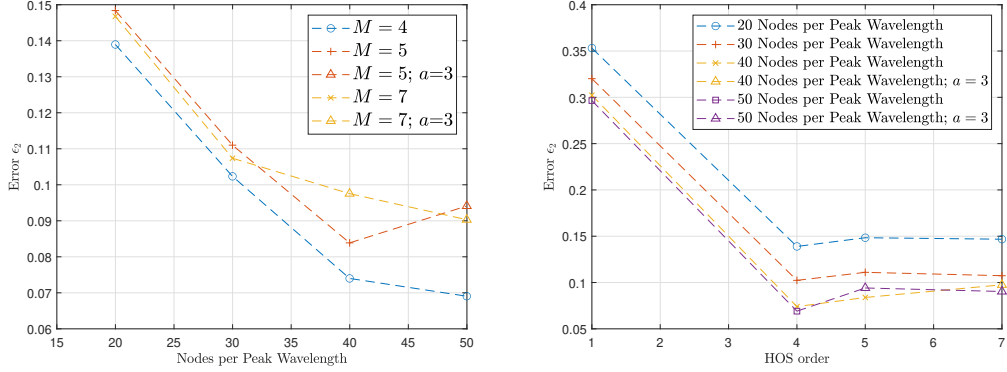 0.15
0.14
0.13
0.12
0.11
0.1
0.09
0.08
0.07
0.06
Error ϵ₂
15 20 25 30 35 40 45 50
Nodes per Peak Wavelength
M = 4
M = 5
M = 5; a=3
M = 7
M = 7; a=3
0.4
0.35
0.3
0.25
0.2
0.15
0.1
0.05
Error ϵ₂
1 2 3 4 5 6 7
HOS order
20 Nodes per Peak Wavelength
30 Nodes per Peak Wavelength
40 Nodes per Peak Wavelength
40 Nodes per Peak Wavelength; a = 3
50 Nodes per Peak Wavelength
50 Nodes per Peak Wavelength; a = 3